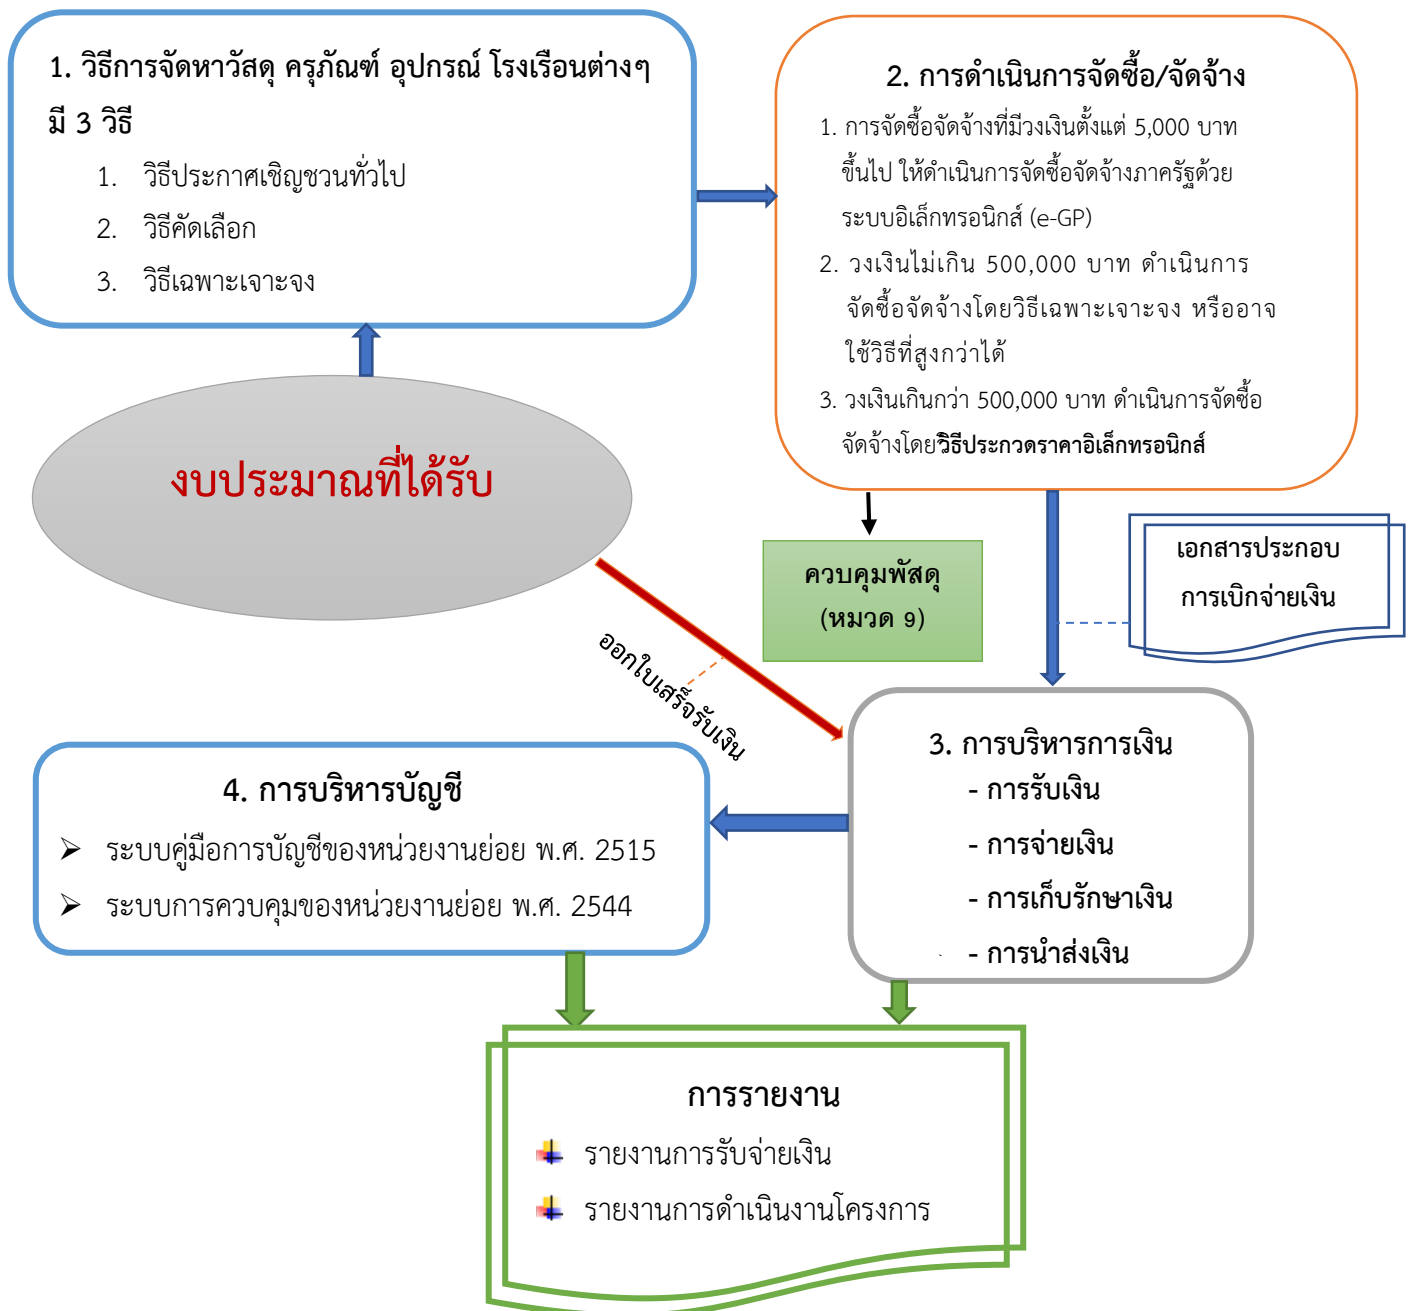 1. วิธีการจัดหาวัสดุ ครุภัณฑ์ อุปกรณ์ โรงเรือนต่างๆ
มี 3 วิธี
1. วิธีประกาศเชิญชวนทั่วไป
2. วิธีคัดเลือก
3. วิธีเฉพาะเจาะจง
2. การดำเนินการจัดซื้อ/จัดจ้าง
1. การจัดซื้อจัดจ้างที่มีวงเงินตั้งแต่ 5,000 บาท
ขึ้นไป ให้ดำเนินการจัดซื้อจัดจ้างภาครัฐด้วย
ระบบอิเล็กทรอนิกส์ (e-GP)
2. วงเงินไม่เกิน 500,000 บาท ดำเนินการ
จัดซื้อจัดจ้างโดยวิธีเฉพาะเจาะจง หรืออาจ
ใช้วิธีที่สูงกว่าได้
3. วงเงินเกินกว่า 500,000 บาท ดำเนินการจัดซื้อ
จัดจ้างโดยวิธีประกวดราคาอิเล็กทรอนิกส์
งบประมาณที่ได้รับ
ควบคุมพัสดุ
(หมวด 9)
เอกสารประกอบ
การเบิกจ่ายเงิน
ออกใบเสร็จรับเงิน
3. การบริหารการเงิน
- การรับเงิน
- การจ่ายเงิน
- การเก็บรักษาเงิน
- การนำส่งเงิน
4. การบริหารบัญชี
➢ ระบบคู่มือการบัญชีของหน่วยงานย่อย พ.ศ. 2515
➢ ระบบการควบคุมของหน่วยงานย่อย พ.ศ. 2544
การรายงาน
รายงานการรับจ่ายเงิน
รายงานการดำเนินงานโครงการ